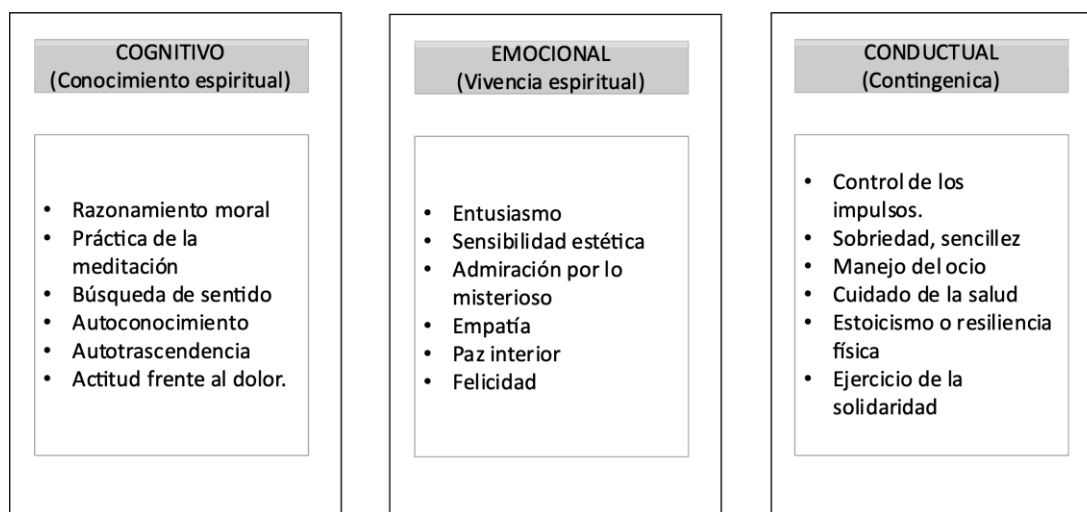 COGNITIVO
(Conocimiento espiritual)
• Razonamiento moral
• Práctica de la
meditación
• Búsqueda de sentido
• Autoconocimiento
• Autotrascendencia
• Actitud frente al dolor.
EMOCIONAL
(Vivencia espiritual)
• Entusiasmo
• Sensibilidad estética
• Admiración por lo
misterioso
• Empatía
• Paz interior
• Felicidad
CONDUCTUAL
(Contingenica)
• Control de los
impulsos.
• Sobriedad, sencillez
• Manejo del ocio
• Cuidado de la salud
• Estoicismo o resiliencia
física
• Ejercicio de la
solidaridad